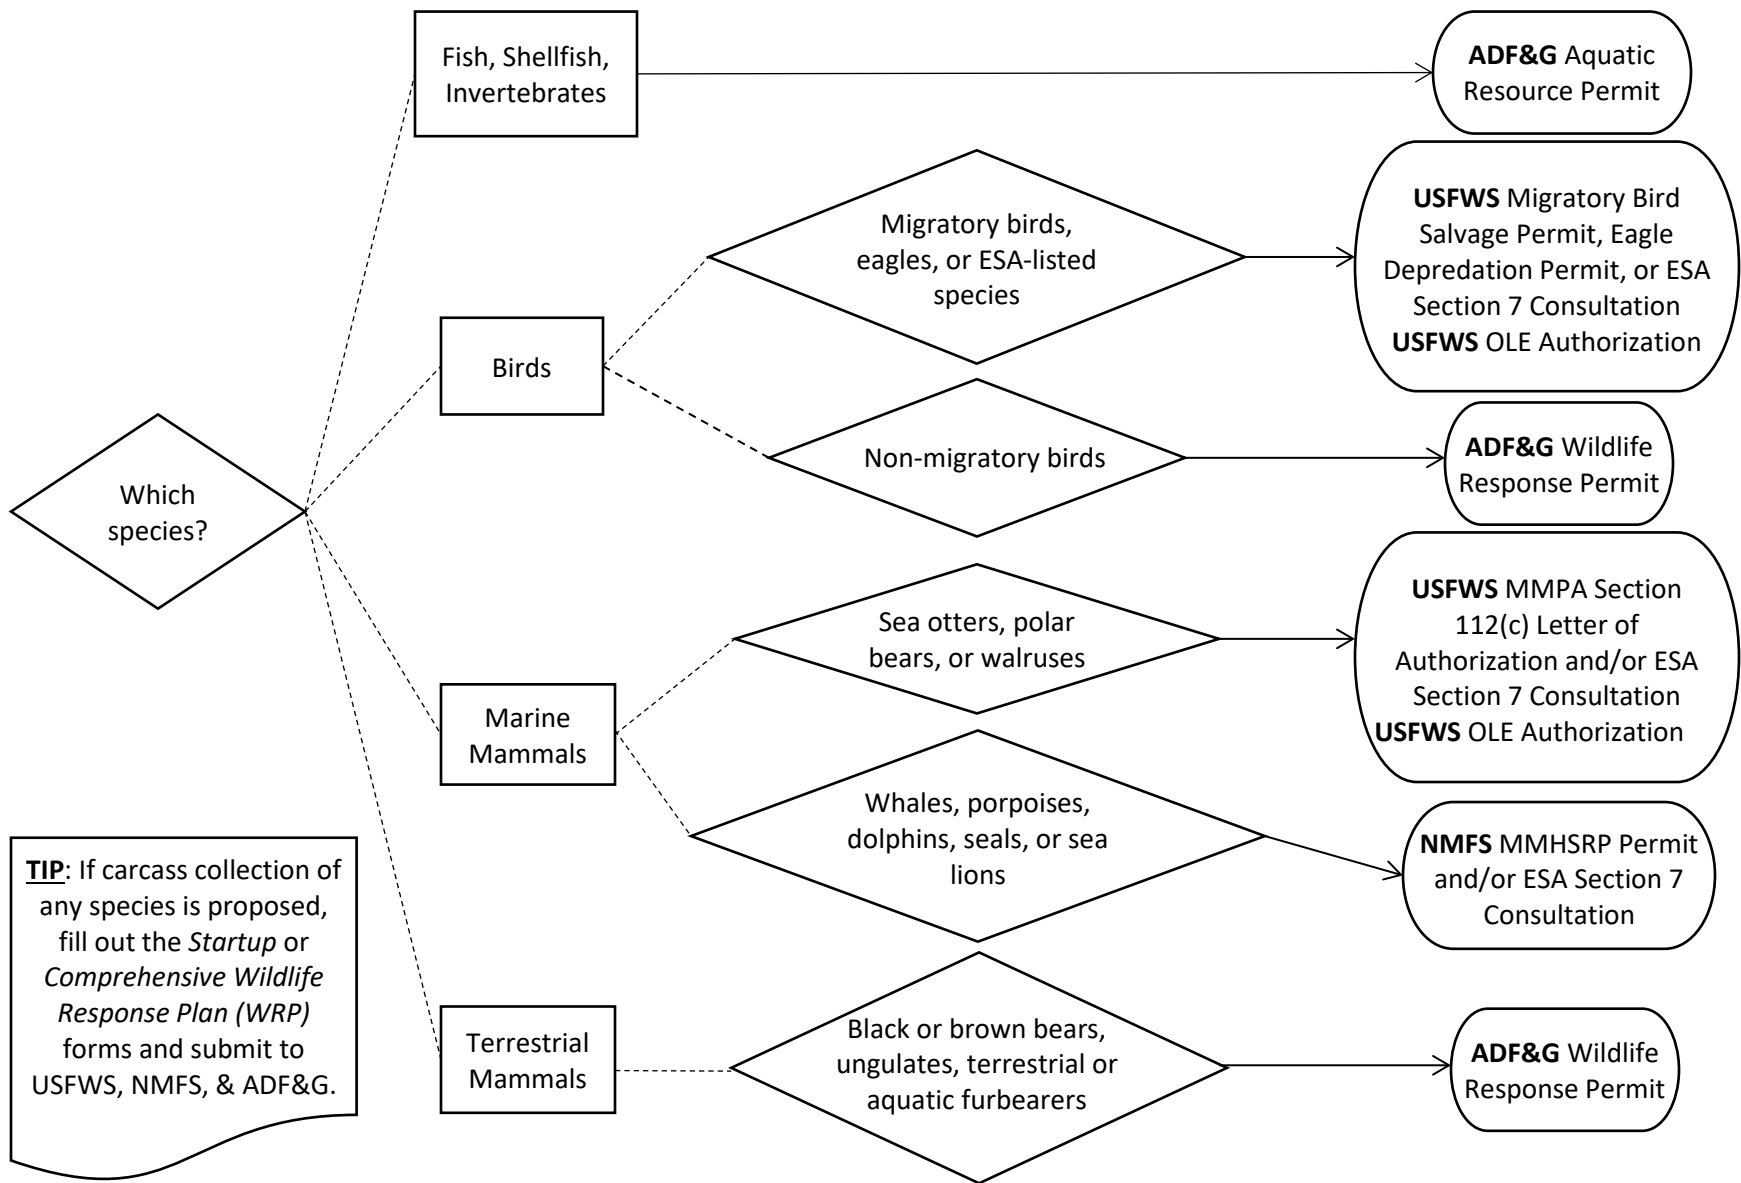 Which
species?
Fish, Shellfish,
Invertebrates
ADF&G Aquatic
Resource Permit
Birds
Migratory birds,
eagles, or ESA-listed
species
USFWS Migratory Bird
Salvage Permit, Eagle
Depredation Permit, or ESA
Section 7 Consultation
USFWS OLE Authorization
Non-migratory birds
ADF&G Wildlife
Response Permit
Marine
Mammals
Sea otters, polar
bears, or walruses
USFWS MMPA Section
112(c) Letter of
Authorization and/or ESA
Section 7 Consultation
USFWS OLE Authorization
Whales, porpoises,
dolphins, seals, or sea
lions
NMFS MMHSRP Permit
and/or ESA Section 7
Consultation
Terrestrial
Mammals
Black or brown bears,
ungulates, terrestrial or
aquatic furbearers
ADF&G Wildlife
Response Permit
TIP: If carcass collection of
any species is proposed,
fill out the Startup or
Comprehensive Wildlife
Response Plan (WRP)
forms and submit to
USFWS, NMFS, & ADF&G.